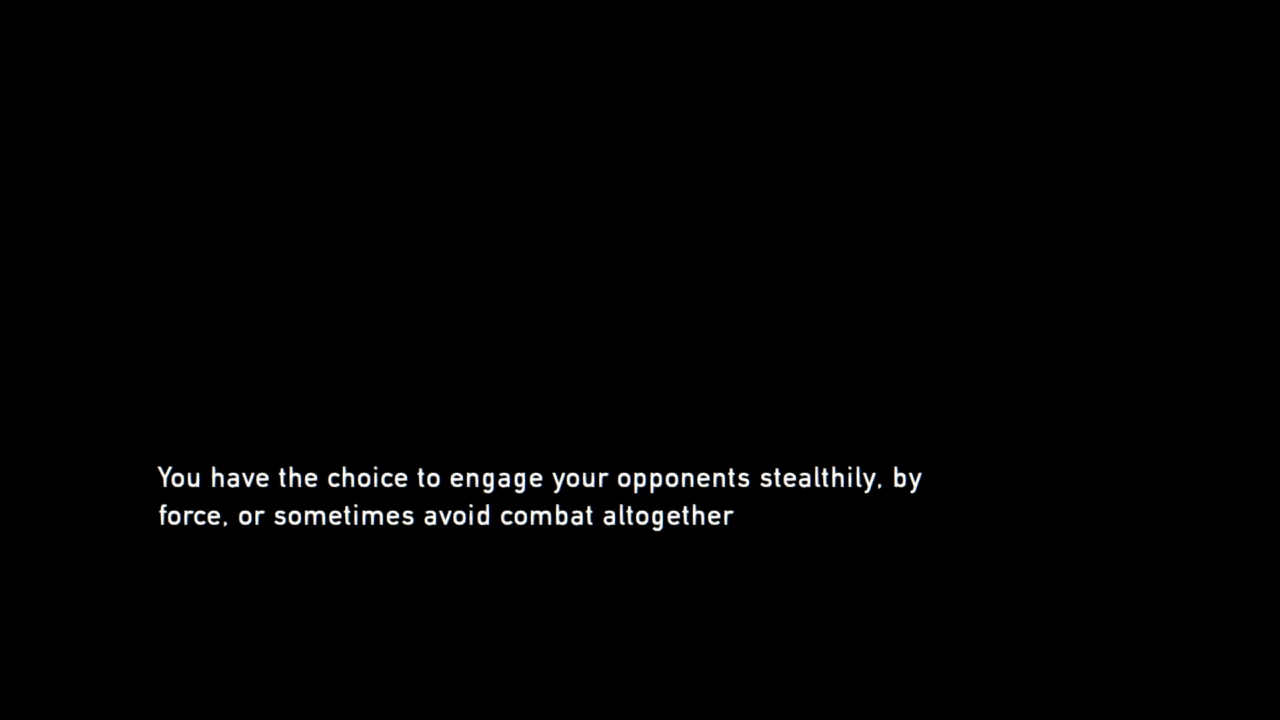 You have the choice to engage your opponents stealthily, by
force, or sometimes avoid combat altogether